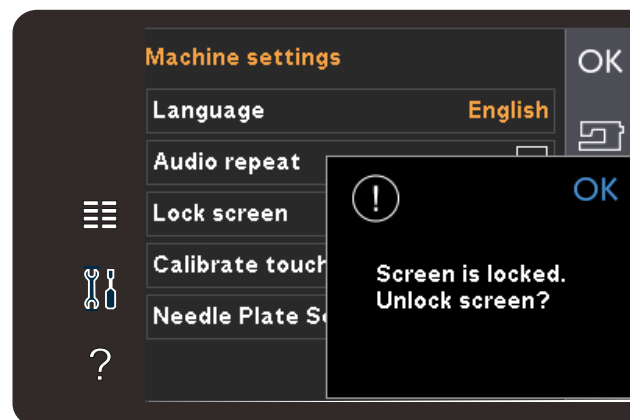 Machine settings
OK
Language English
Audio repeat
OK
Lock screen
Calibrate touch
Screen is locked.
Unlock screen?
Needle Plate
?